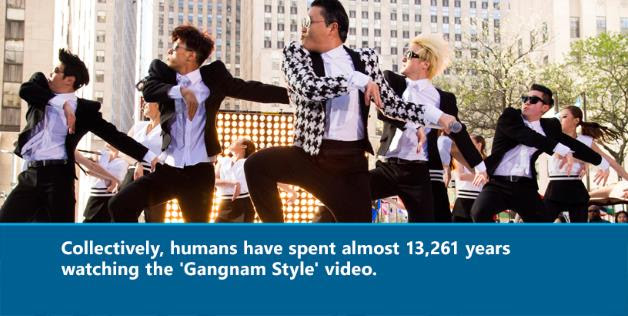 Collectively, humans have spent almost 13,261 years
watching the 'Gangnam Style' video.